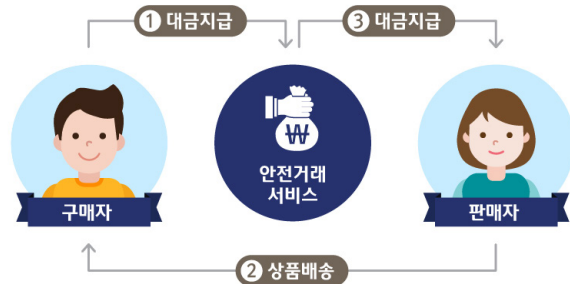 ① 대금지급
③ 대금지급
₩
안전거래
서비스
구매자
판매자
② 상품배송